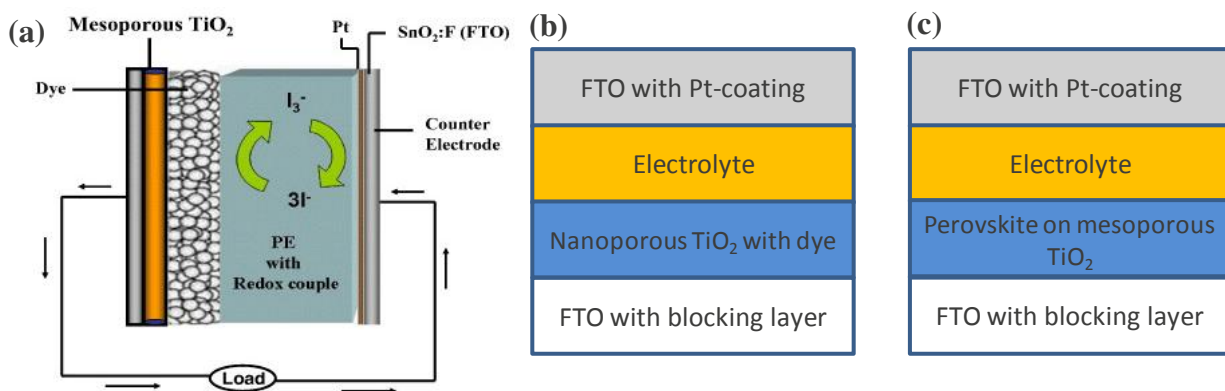 (a)
Mesoporous TiO₂
Pt
SnO₂:F (FTO)
Dye
I₃⁻
3I⁻
Counter
Electrode
PE
with
Redox couple
Load
(b)
FTO with Pt-coating
Electrolyte
Nanoporous TiO₂ with dye
FTO with blocking layer
(c)
FTO with Pt-coating
Electrolyte
Perovskite on mesoporous
TiO₂
FTO with blocking layer